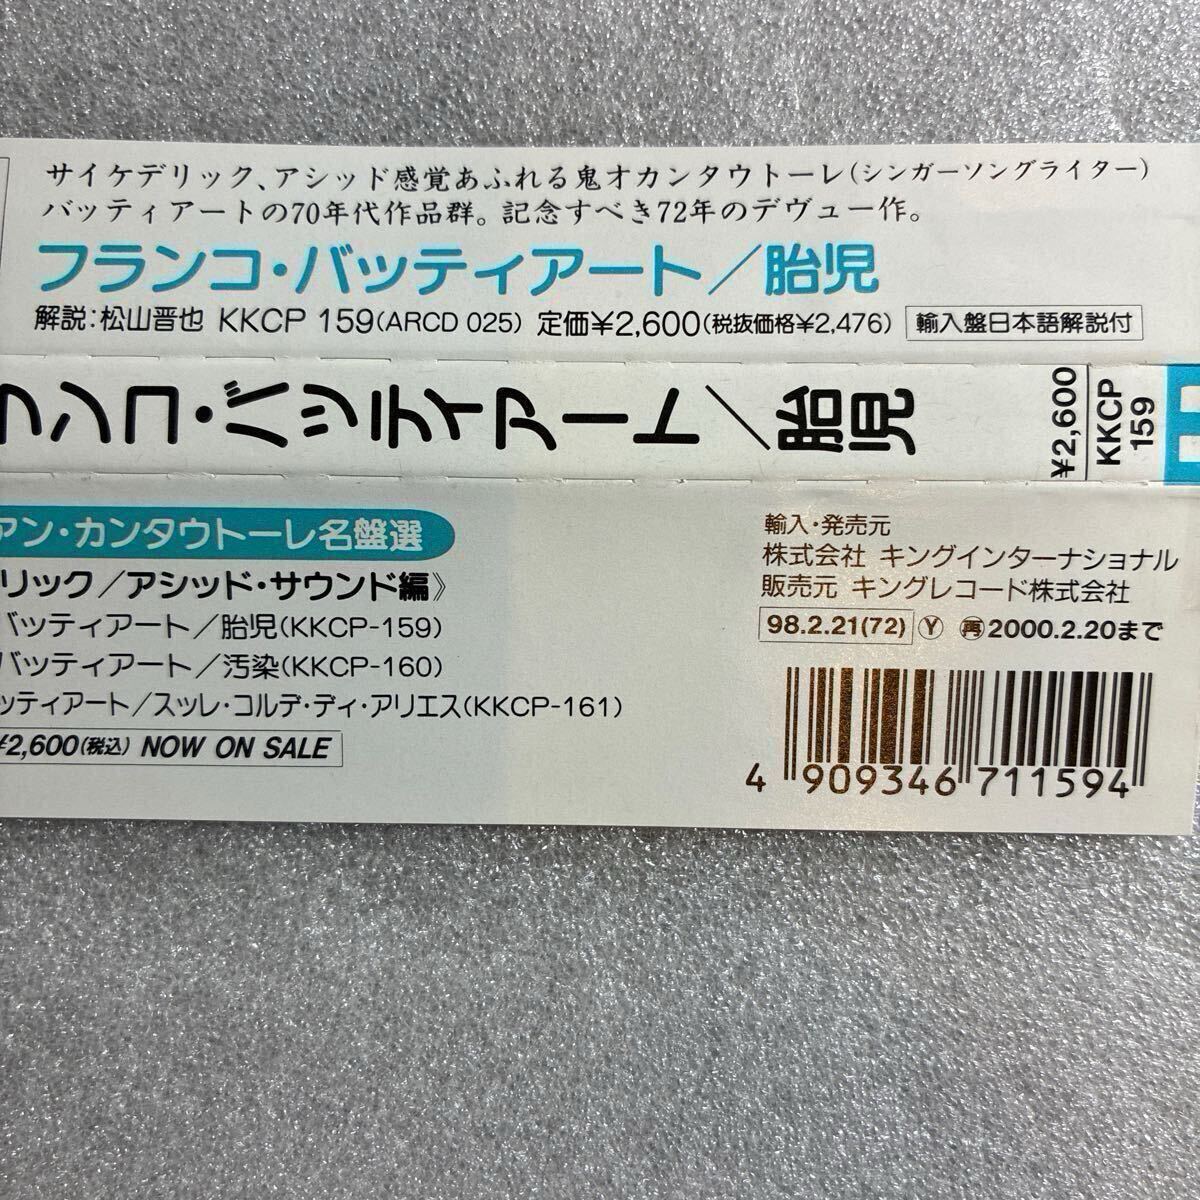 サイケデリック、アシッド感覚あふれる鬼才カンタウトーレ(シンガーソングライター)
バッティアートの70年代作品群。記念すべき72年のデヴュー作。
フランコ・バッティアート／胎児
解説：松山晋也 KKCP 159(ARCD 025) 定価¥2,600(税抜価格¥2,476) 輸入盤日本語解説付
ンコ・バッティアート／胎児
¥2,600
KKCP
159
アン・カンタウトーレ名盤選
リック／アシッド・サウンド編》
バッティアート／胎児(KKCP-159)
バッティアート／汚染(KKCP-160)
ッティアート／スッレ・コルデ・ディ・アリエス(KKCP-161)
¥2,600(税込) NOW ON SALE
輸入・発売元
株式会社 キングインターナショナル
販売元 キングレコード株式会社
98.2.21(72) Ⓨ ㊢2000.2.20まで
4 909346 711594